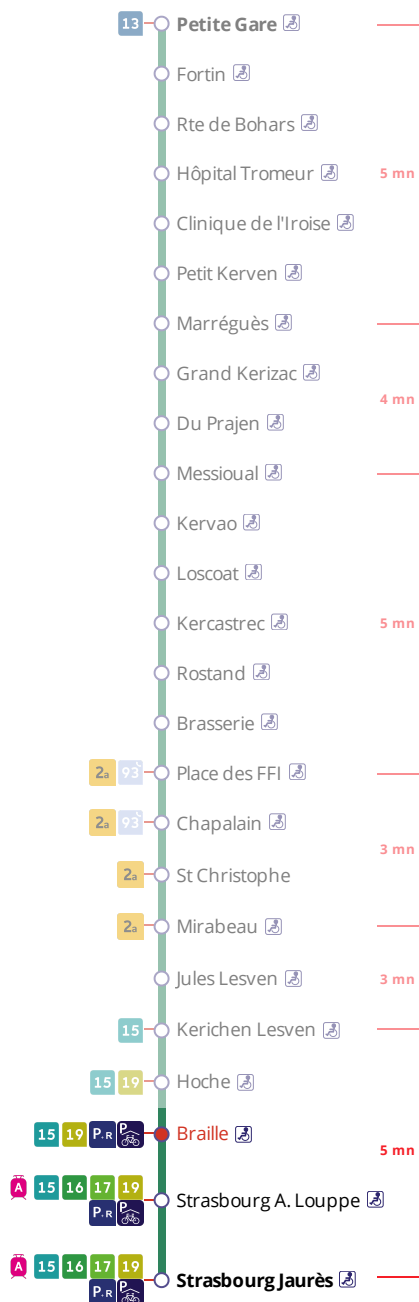 13 Petite Gare
Fortin
Rte de Bohars
Hôpital Tromeur 5 mn
Clinique de l'Iroise
Petit Kerven
Marréguès
Grand Kerizac
4 mn
Du Prajen
Messioual
Kervao
Loscoat
Kercastrec 5 mn
Rostand
Brasserie
2a 93 Place des FFI
2a 93 Chapalain
3 mn
2a St Christophe
2a Mirabeau
Jules Lesven 3 mn
15 Kerichen Lesven
15 19 Hoche
15 19 P+R P Braille
5 mn
A 15 16 17 19
Strasbourg A. Louppe
P+R P
A 15 16 17 19
Strasbourg Jaurès
P+R P